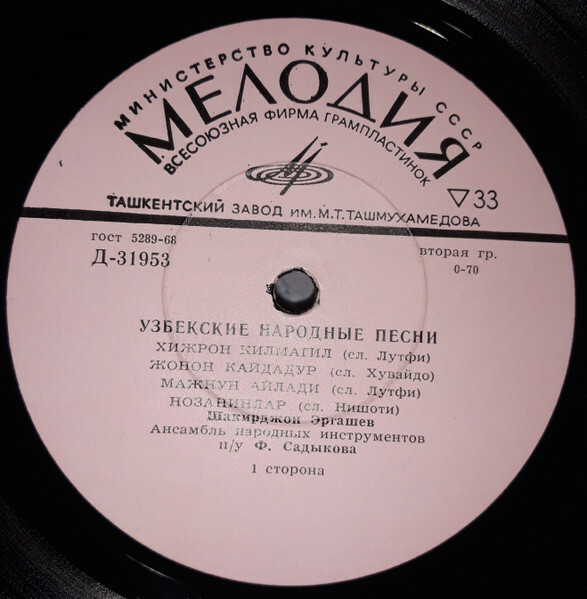 МИНИСТЕРСТВО КУЛЬТУРЫ СССР
МЕЛОДИЯ
ВСЕСОЮЗНАЯ ФИРМА ГРАМПЛАСТИНОК
▽33
ТАШКЕНТСКИЙ ЗАВОД ИМ. М.Т.ТАШМУХАМЕДОВА
гост 5289-68
вторая гр.
Д-31953
0-70
УЗБЕКСКИЕ НАРОДНЫЕ ПЕСНИ
ХИЖРОН КИЛМАГИЛ (сл. Лутфи)
ЖОНОН КАЙДАДУР (сл. Хувайдо)
МАЖНУН АЙЛАДИ (сл. Лутфи)
НОЗАНИНЛАР (сл. Нишоти)
Шакирджон Эргашев
Ансамбль народных инструментов
п/у Ф. Садыкова
1 сторона